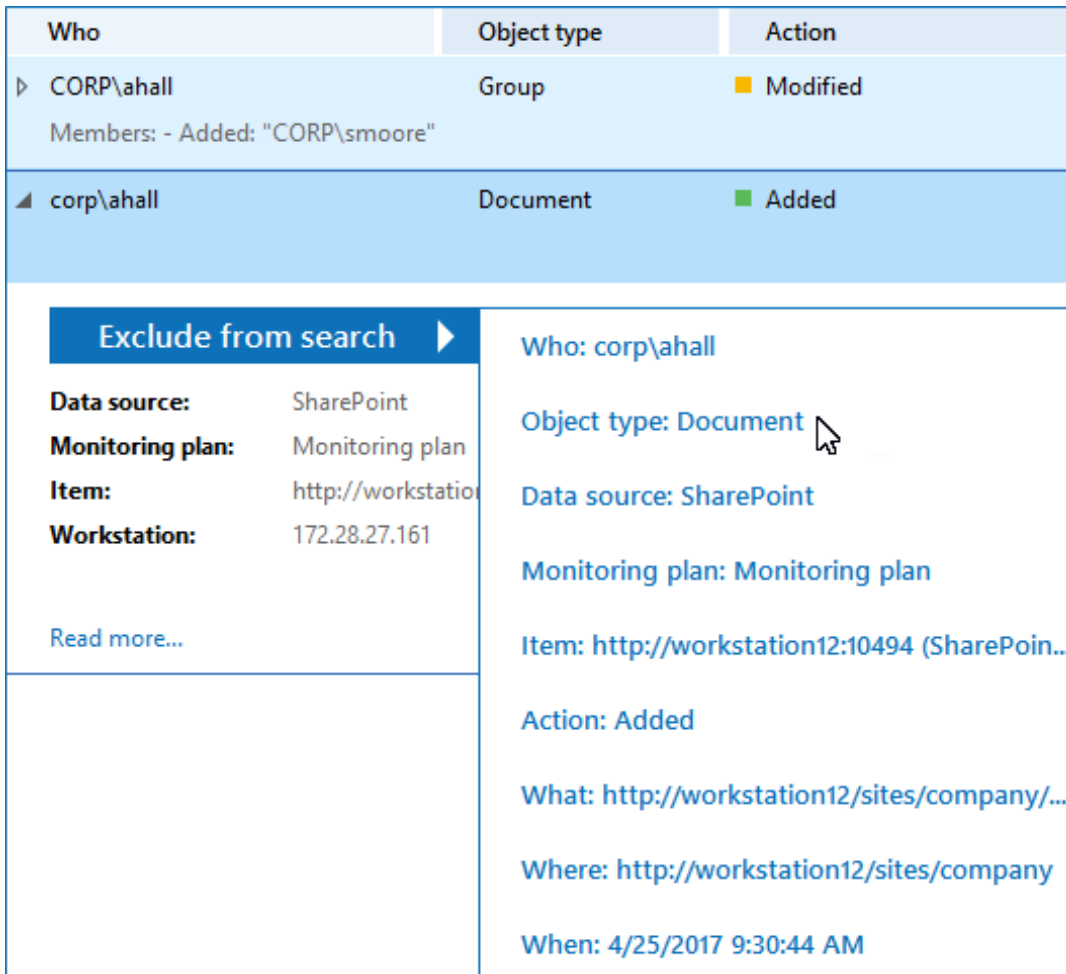 Who Object type Action
CORP\ahall Group Modified
Members: - Added: "CORP\smoore"
corp\ahall Document Added
Exclude from search
Data source: SharePoint
Monitoring plan: Monitoring plan
Item: http://workstatio
Workstation: 172.28.27.161
Read more...
Who: corp\ahall
Object type: Document
Data source: SharePoint
Monitoring plan: Monitoring plan
Item: http://workstation12:10494 (SharePoin...
Action: Added
What: http://workstation12/sites/company/...
Where: http://workstation12/sites/company
When: 4/25/2017 9:30:44 AM